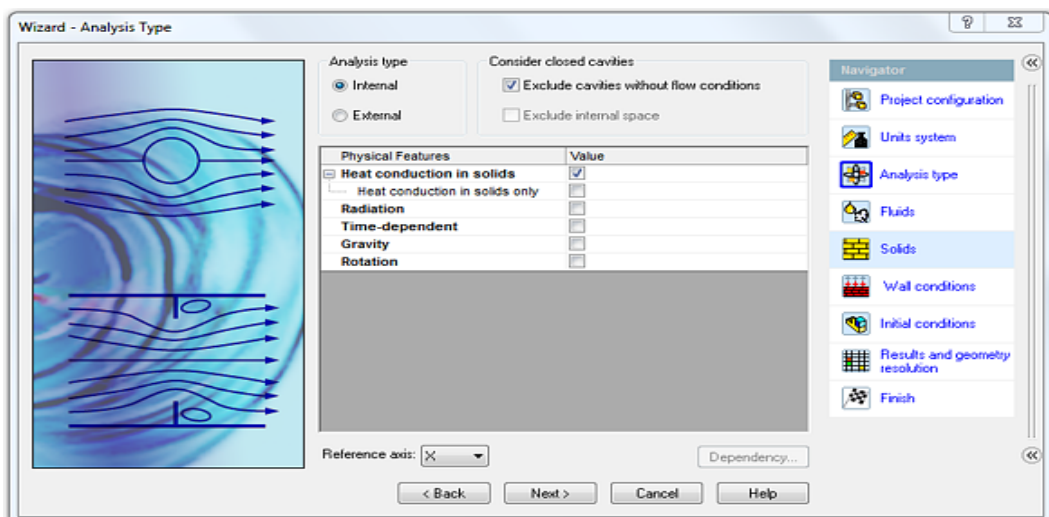 Wizard - Analysis Type
Analysis type
Internal
External
Consider closed cavities
Exclude cavities without flow conditions
Exclude internal space
Physical Features Value
Heat conduction in solids
Heat conduction in solids only
Radiation
Time-dependent
Gravity
Rotation
Reference axis: X
Dependency...
< Back Next > Cancel Help
Navigator
Project configuration
Units system
Analysis type
Fluids
Solids
Wall conditions
Initial conditions
Results and geometry
resolution
Finish